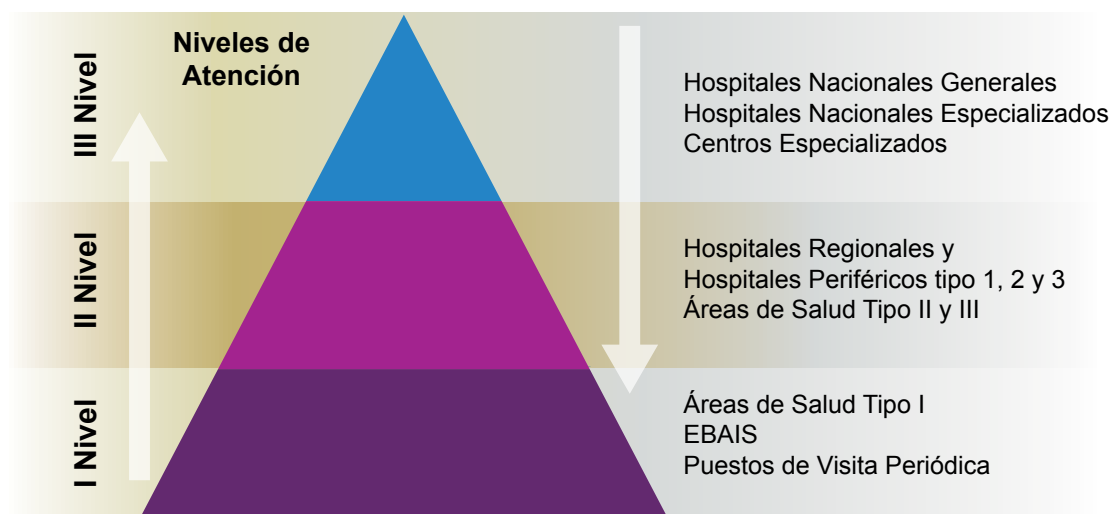 Niveles de
Atención
III Nivel
Hospitales Nacionales Generales
Hospitales Nacionales Especializados
Centros Especializados
II Nivel
Hospitales Regionales y
Hospitales Periféricos tipo 1, 2 y 3
Áreas de Salud Tipo II y III
I Nivel
Áreas de Salud Tipo I
EBAIS
Puestos de Visita Periódica